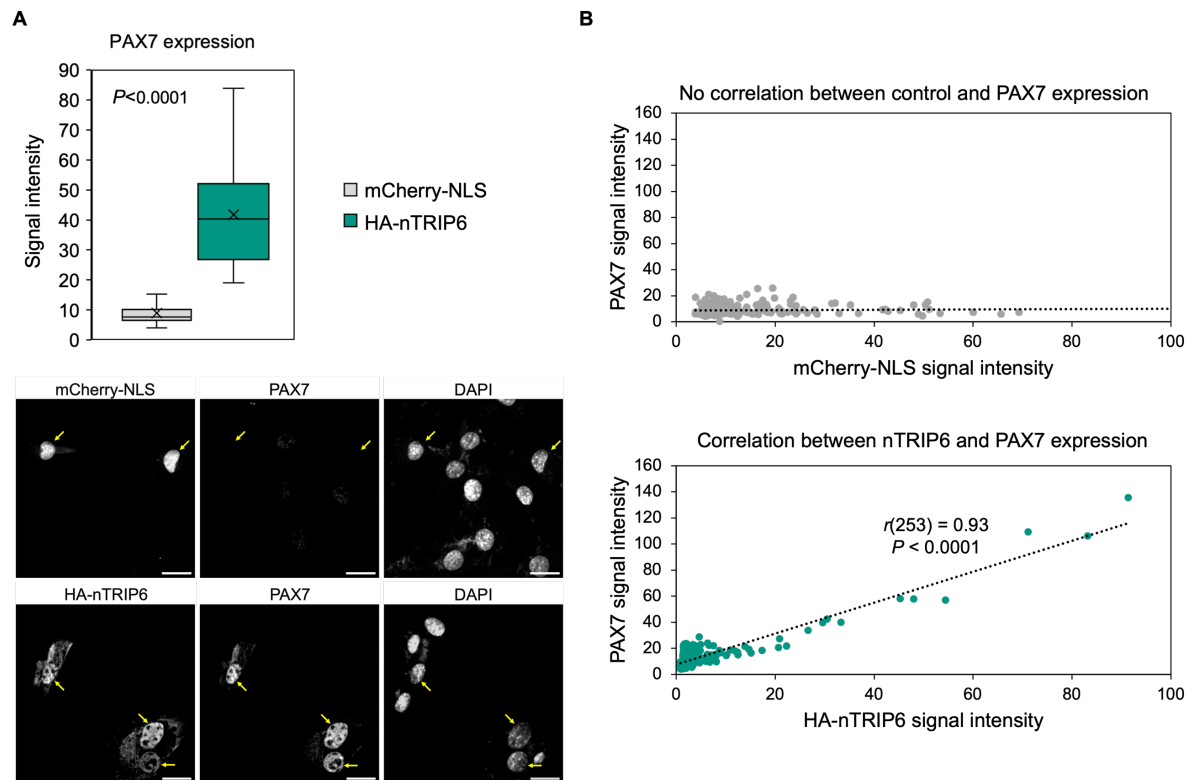 A
PAX7 expression
Signal intensity
90
80
70
60
50
40
30
20
10
0
P<0.0001
mCherry-NLS
HA-nTRIP6
mCherry-NLS PAX7 DAPI
HA-nTRIP6 PAX7 DAPI
B
No correlation between control and PAX7 expression
PAX7 signal intensity
160
140
120
100
80
60
40
20
0
0 20 40 60 80 100
mCherry-NLS signal intensity
Correlation between nTRIP6 and PAX7 expression
PAX7 signal intensity
160
140
120
100
80
60
40
20
0
r(253) = 0.93
P < 0.0001
0 20 40 60 80 100
HA-nTRIP6 signal intensity